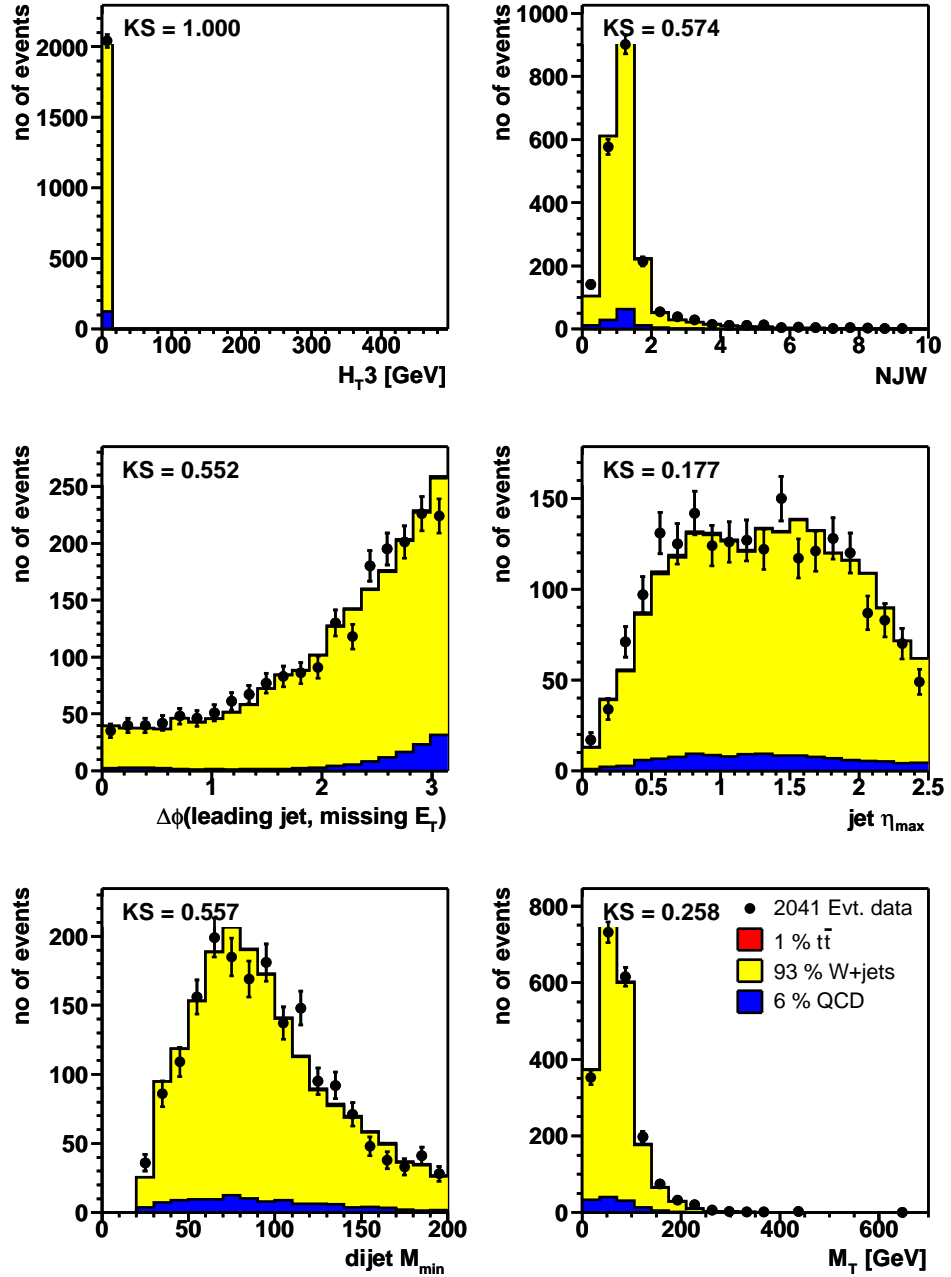 no of events
KS = 1.000
2000
1500
1000
500
0
0 100 200 300 400
H_T3 [GeV]
no of events
KS = 0.574
1000
800
600
400
200
0
0 2 4 6 8 10
NJW
no of events
KS = 0.552
250
200
150
100
50
0
0 1 2 3
Δϕ(leading jet, missing E_T)
no of events
KS = 0.177
150
100
50
0
0 0.5 1 1.5 2 2.5
jet η_max
no of events
KS = 0.557
200
150
100
50
0
0 50 100 150 200
dijet M_min
no of events
KS = 0.258
800
600
400
200
0
2041 Evt. data
1 % tt̄
93 % W+jets
6 % QCD
0 200 400 600
M_T [GeV]